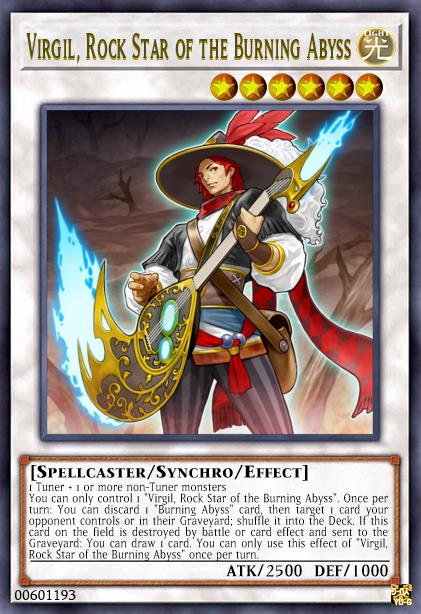 Virgil, Rock Star of the Burning Abyss
LIGHT
光
[Spellcaster/Synchro/Effect]
1 Tuner + 1 or more non-Tuner monsters
You can only control 1 "Virgil, Rock Star of the Burning Abyss". Once per
turn: You can discard 1 "Burning Abyss" card, then target 1 card your
opponent controls or in their Graveyard; shuffle it into the Deck. If this
card on the field is destroyed by battle or card effect and sent to the
Graveyard: You can draw 1 card. You can only use this effect of "Virgil,
Rock Star of the Burning Abyss" once per turn.
ATK/2500 DEF/1000
00601193